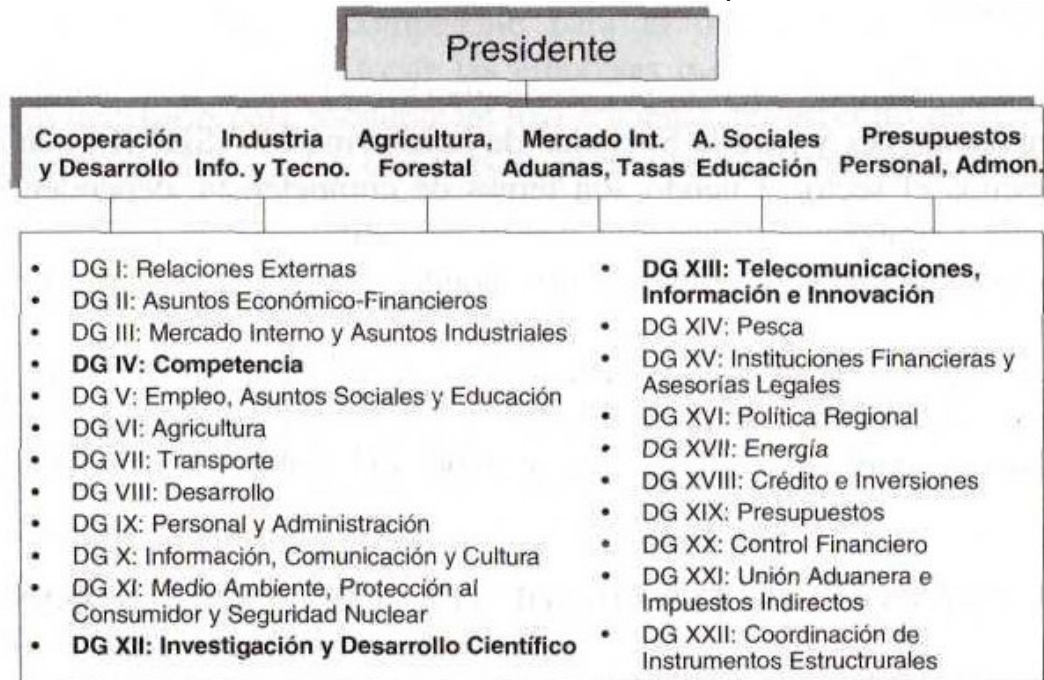 Presidente
Cooperación y Desarrollo
Industria Info. y Tecno.
Agricultura, Forestal
Mercado Int. Aduanas, Tasas
A. Sociales Educación
Presupuestos Personal, Admon.
• DG I: Relaciones Externas
• DG II: Asuntos Económico-Financieros
• DG III: Mercado Interno y Asuntos Industriales
• DG IV: Competencia
• DG V: Empleo, Asuntos Sociales y Educación
• DG VI: Agricultura
• DG VII: Transporte
• DG VIII: Desarrollo
• DG IX: Personal y Administración
• DG X: Información, Comunicación y Cultura
• DG XI: Medio Ambiente, Protección al
Consumidor y Seguridad Nuclear
• DG XII: Investigación y Desarrollo Científico
• DG XIII: Telecomunicaciones,
Información e Innovación
• DG XIV: Pesca
• DG XV: Instituciones Financieras y
Asesorías Legales
• DG XVI: Política Regional
• DG XVII: Energía
• DG XVIII: Crédito e Inversiones
• DG XIX: Presupuestos
• DG XX: Control Financiero
• DG XXI: Unión Aduanera e
Impuestos Indirectos
• DG XXII: Coordinación de
Instrumentos Estructrurales